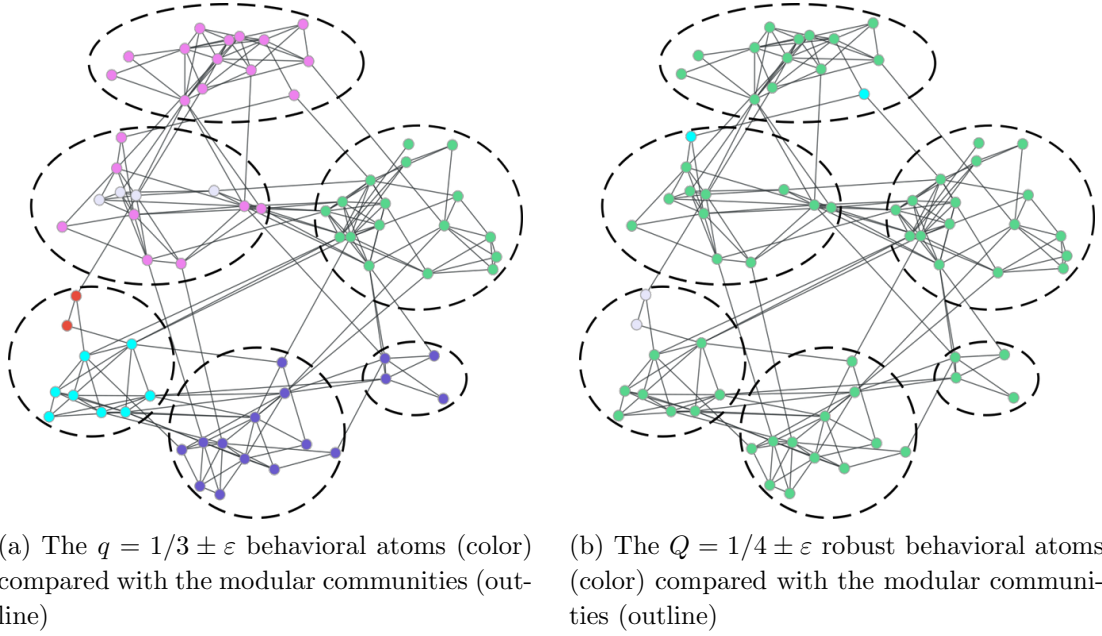 (a) The q = 1/3 ± ε behavioral atoms (color)
compared with the modular communities (out-
line)
(b) The Q = 1/4 ± ε robust behavioral atoms
(color) compared with the modular communi-
ties (outline)